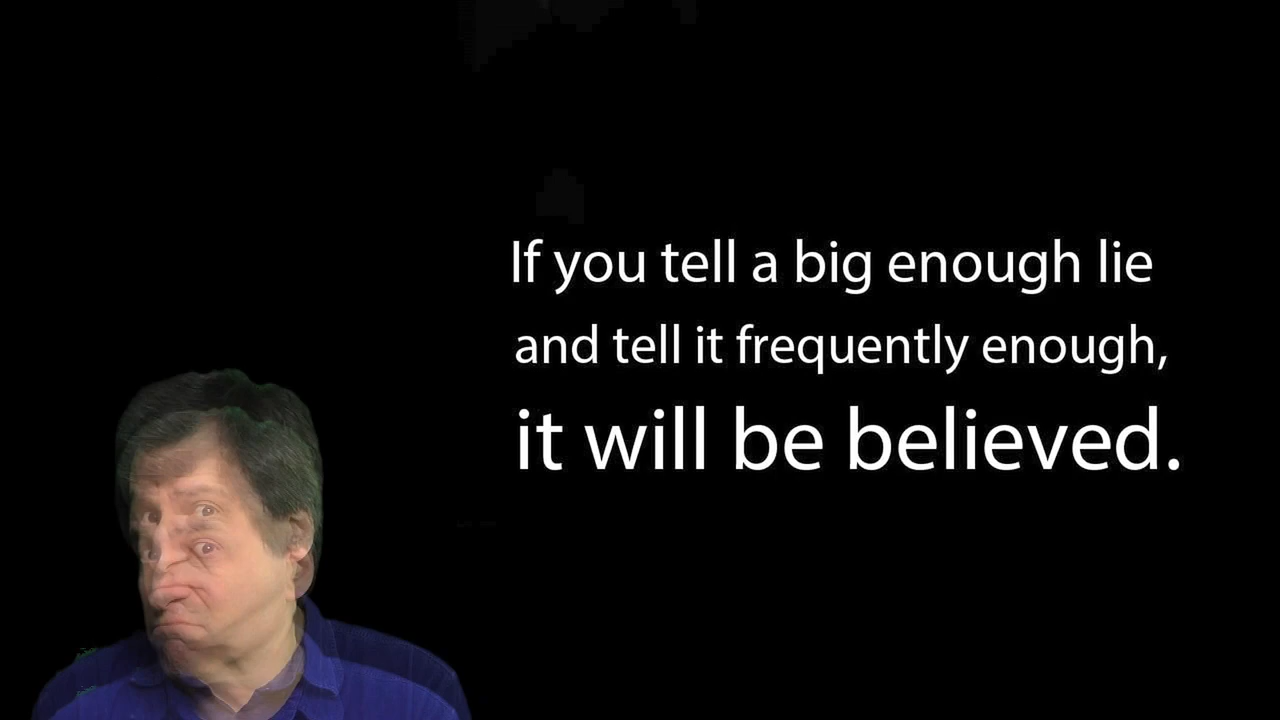 If you tell a big enough lie
and tell it frequently enough,
it will be believed.